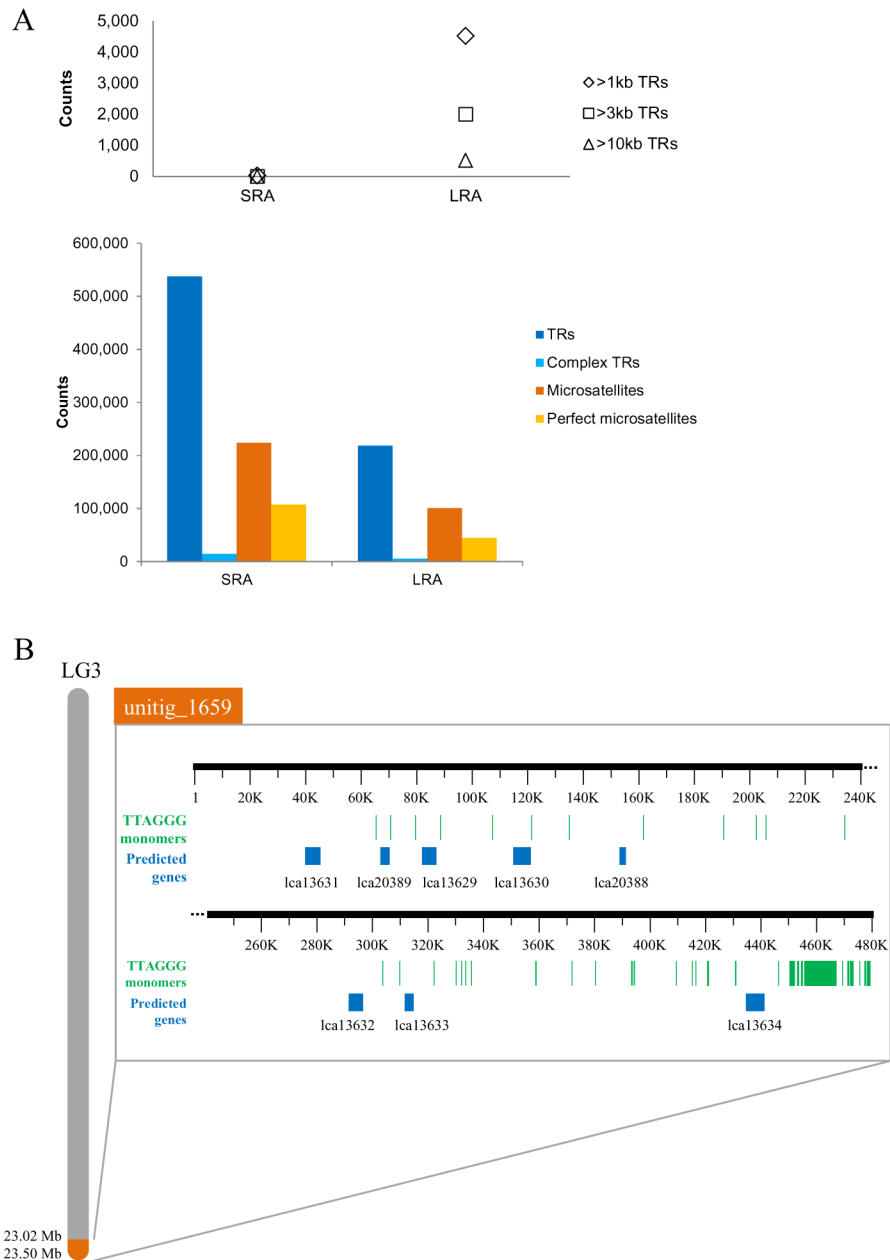 A
5,000
4,000
3,000
2,000
1,000
0
Counts
SRA
LRA
>1kb TRs
>3kb TRs
>10kb TRs
600,000
500,000
400,000
300,000
200,000
100,000
0
Counts
SRA
LRA
TRs
Complex TRs
Microsatellites
Perfect microsatellites
B
LG3
unitig_1659
1 20K 40K 60K 80K 100K 120K 140K 160K 180K 200K 220K 240K
TTAGGG
monomers
Predicted
genes
lca13631 lca20389 lca13629 lca13630 lca20388
260K 280K 300K 320K 340K 360K 380K 400K 420K 440K 460K 480K
TTAGGG
monomers
Predicted
genes
lca13632 lca13633 lca13634
23.02 Mb
23.50 Mb